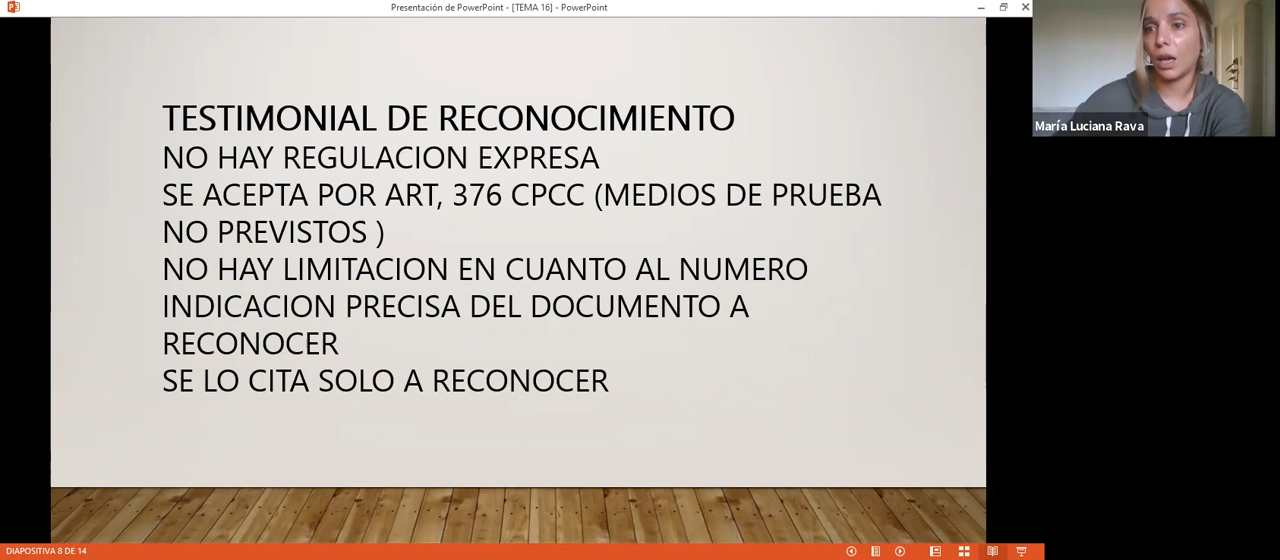 Presentación de PowerPoint - [TEMA 16] - PowerPoint
TESTIMONIAL DE RECONOCIMIENTO
NO HAY REGULACION EXPRESA
SE ACEPTA POR ART, 376 CPCC (MEDIOS DE PRUEBA
NO PREVISTOS )
NO HAY LIMITACION EN CUANTO AL NUMERO
INDICACION PRECISA DEL DOCUMENTO A
RECONOCER
SE LO CITA SOLO A RECONOCER
María Luciana Rava
DIAPOSITIVA 8 DE 14